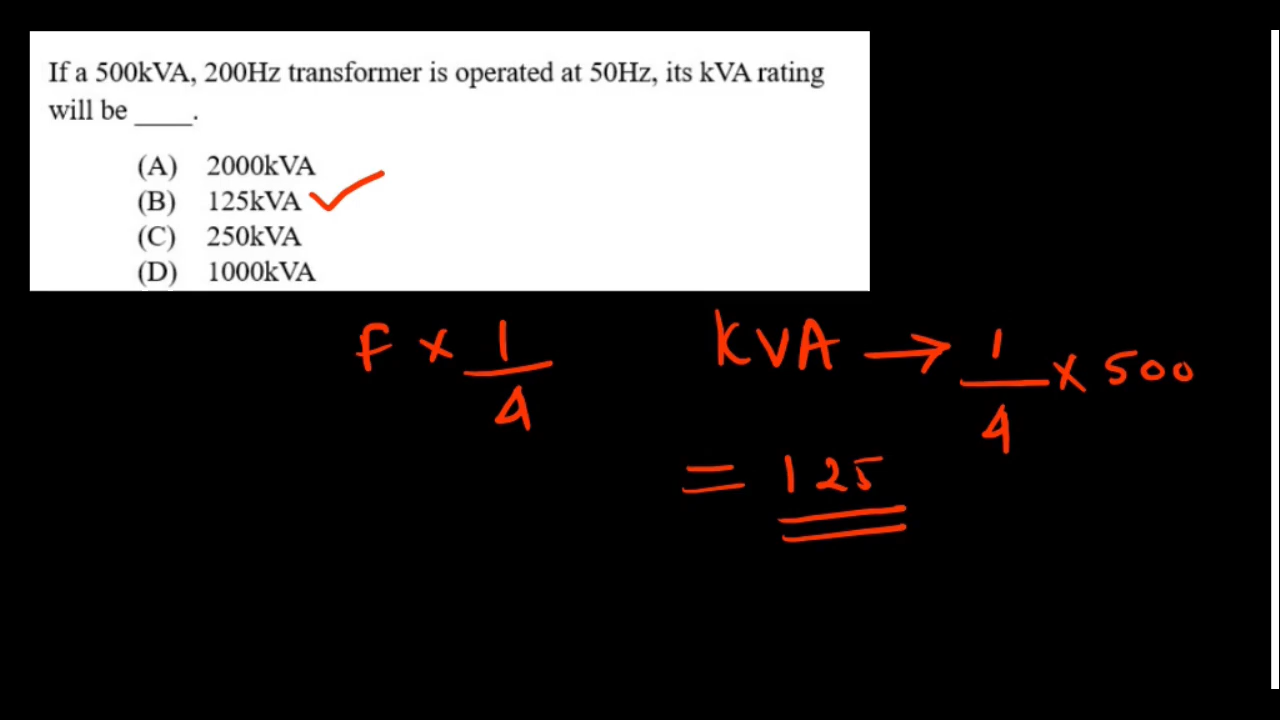 If a 500kVA, 200Hz transformer is operated at 50Hz, its kVA rating
will be ____.
(A) 2000kVA
(B) 125kVA ✓
(C) 250kVA
(D) 1000kVA
F × 1/4 KVA → 1/4 × 500
= 125